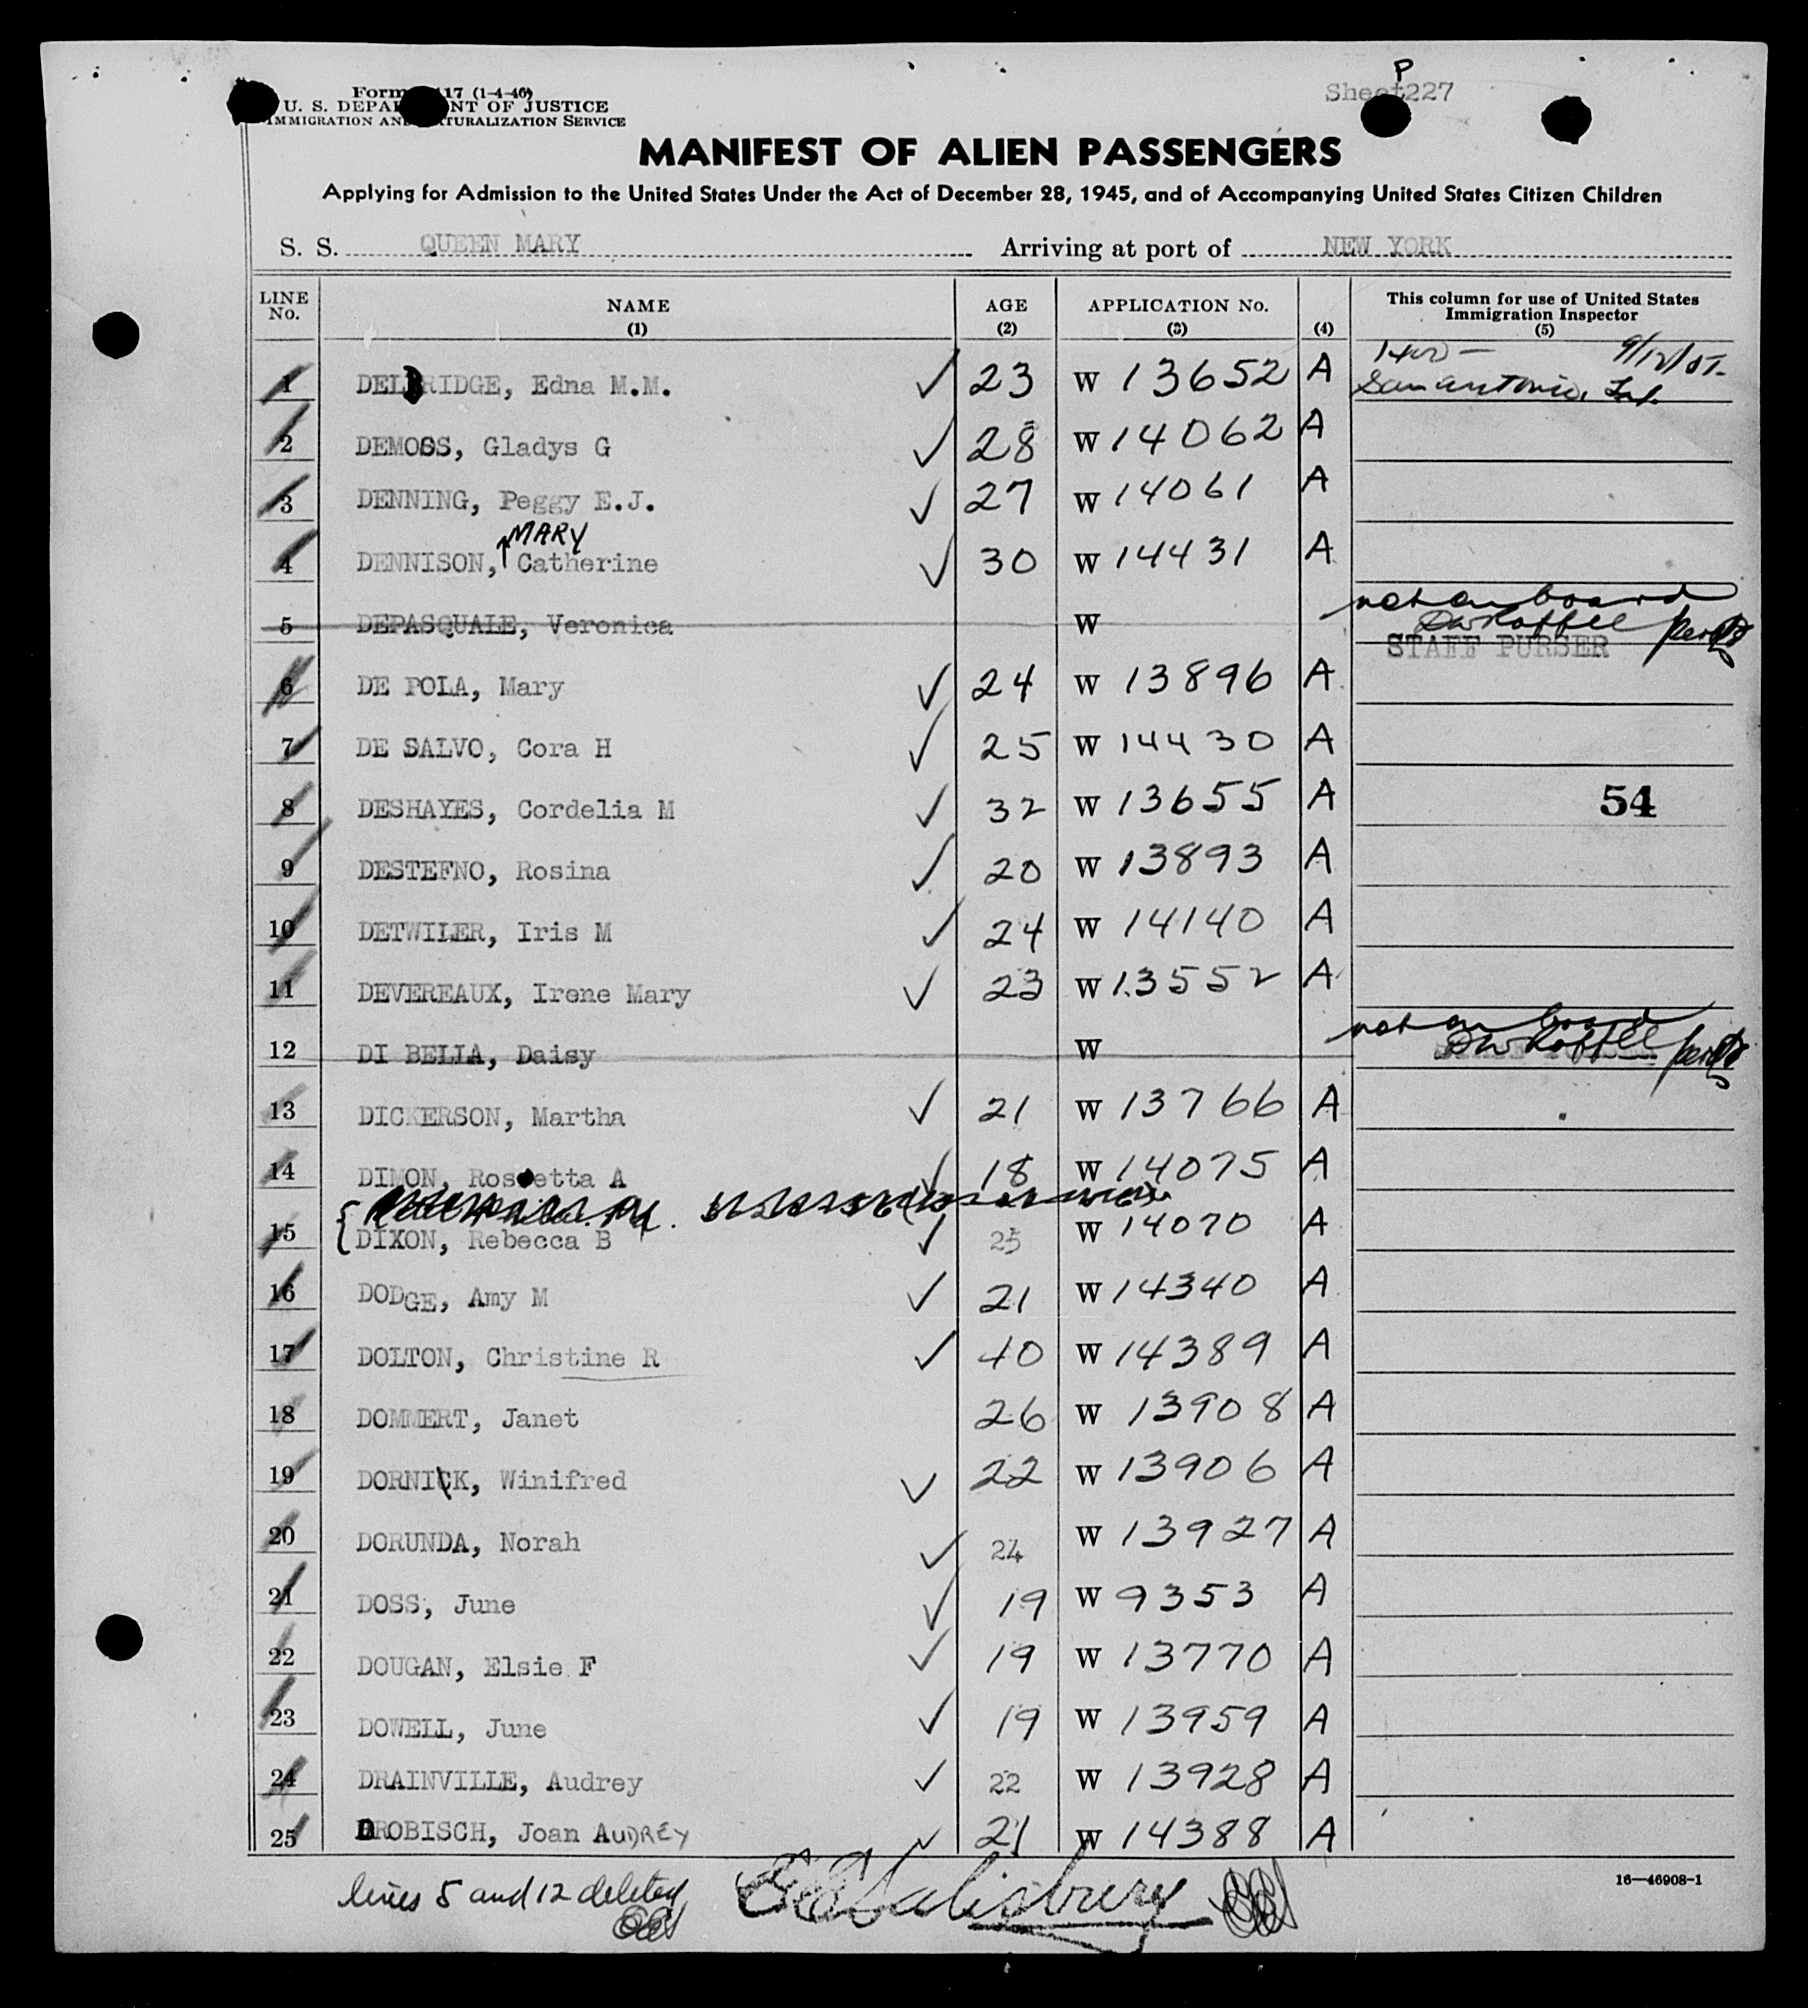 Form 417 (1-4-46)
U. S. DEPARTMENT OF JUSTICE
IMMIGRATION AND NATURALIZATION SERVICE
P
Sheet227
MANIFEST OF ALIEN PASSENGERS
Applying for Admission to the United States Under the Act of December 28, 1945, and of Accompanying United States Citizen Children
S. S. QUEEN MARY Arriving at port of NEW YORK
LINE No. NAME (1) AGE (2) APPLICATION No. (3) (4) This column for use of United States Immigration Inspector (5)
1 DELBRIDGE, Edna M.M. ✓ 23 W 13652 A San Antonio,
2 DEMOSS, Gladys G ✓ 28 W 14062 A
3 DENNING, Peggy E.J. ✓ 27 W 14061 A
MARY
4 DENNISON, Catherine ✓ 30 W 14431 A
5 DEPASQUALE, Veronica W not on board
STAFF PURSER
6 DE POLA, Mary ✓ 24 W 13896 A
7 DE SALVO, Cora H ✓ 25 W 14430 A
8 DESHAYES, Cordelia M ✓ 32 W 13655 A 54
9 DESTEFNO, Rosina ✓ 20 W 13893 A
10 DETWILER, Iris M ✓ 24 W 14140 A
11 DEVEREAUX, Irene Mary ✓ 23 W 13552 A
12 DI BELLA, Daisy W not on board
13 DICKERSON, Martha ✓ 21 W 13766 A
14 DIMON, Rosetta A ✓ 18 W 14075 A
15 DIXON, Rebecca B ✓ 25 W 14070 A
16 DODGE, Amy M ✓ 21 W 14340 A
17 DOLTON, Christine R ✓ 40 W 14389 A
18 DOMMERT, Janet 26 W 13908 A
19 DORNICK, Winifred ✓ 22 W 13906 A
20 DORUNDA, Norah ✓ 24 W 13927 A
21 DOSS, June ✓ 19 W 9353 A
22 DOUGAN, Elsie F ✓ 19 W 13770 A
23 DOWELL, June ✓ 19 W 13959 A
24 DRAINVILLE, Audrey ✓ 22 W 13928 A
25 DROBISCH, Joan AUDREY ✓ 21 W 14388 A
16—46908-1
lines 5 and 12 deleted
Salisbury